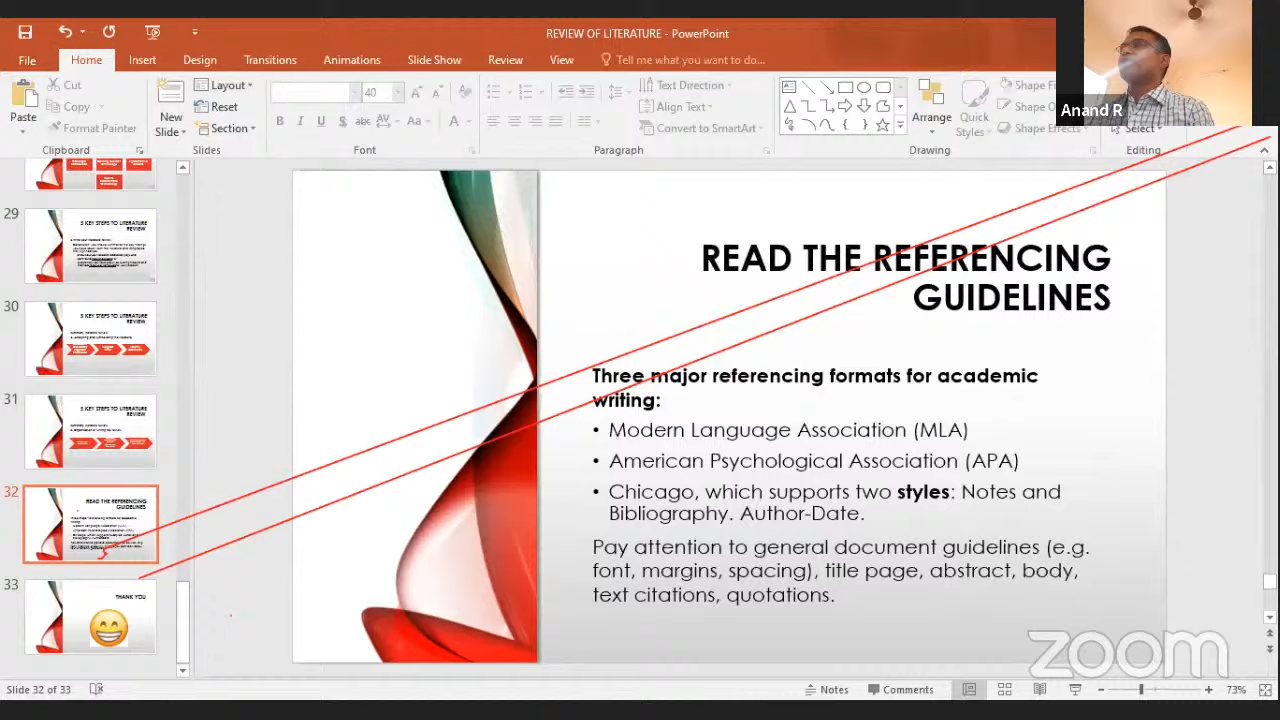 REVIEW OF LITERATURE - PowerPoint
File Home Insert Design Transitions Animations Slide Show Review View Tell me what you want to do...
Anand R
Paste
Cut
Copy
Format Painter
Clipboard
New
Slide
Layout
Reset
Section
Slides
40
Font
Text Direction
Align Text
Convert to SmartArt
Paragraph
Arrange
Quick
Styles
Shape Fi
Shape O
Shape Effects
Drawing
Select
Editing
29
5 KEY STEPS TO LITERATURE
REVIEW
30
5 KEY STEPS TO LITERATURE
REVIEW
31
5 KEY STEPS TO LITERATURE
REVIEW
32
READ THE REFERENCING
GUIDELINES
33
THANK YOU
READ THE REFERENCING
GUIDELINES
Three major referencing formats for academic
writing:
• Modern Language Association (MLA)
• American Psychological Association (APA)
• Chicago, which supports two styles: Notes and
Bibliography. Author-Date.
Pay attention to general document guidelines (e.g.
font, margins, spacing), title page, abstract, body,
text citations, quotations.
zoom
Slide 32 of 33
Notes
Comments
73%